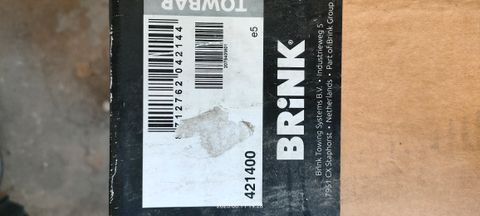 TOWBAR
e5
712762 042144
421400
BRiNK®
Brink Towing Systems B.V. • Industrieweg 5
7951 CX Staphorst • Netherlands • Part of Brink Group